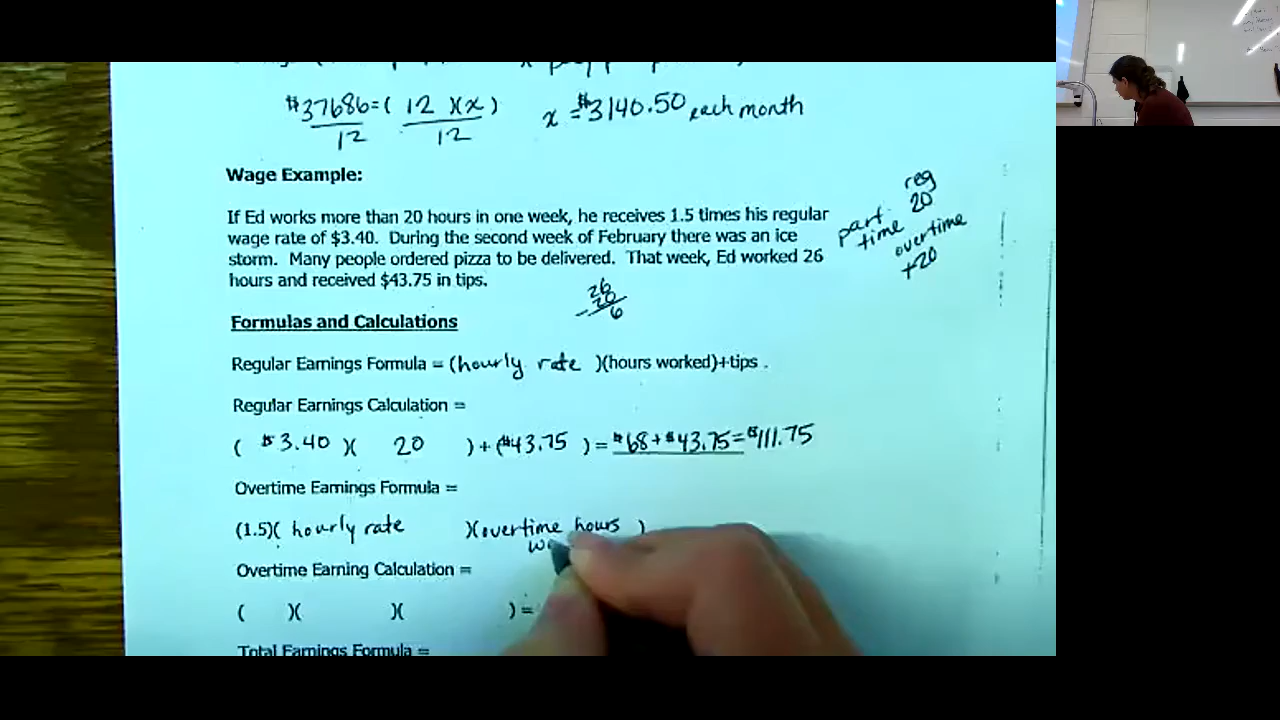 $37686 = ( 12 )(x)
12 12
x = $3140.50 each month
Wage Example:
reg
20
part time
overtime
+20
If Ed works more than 20 hours in one week, he receives 1.5 times his regular
wage rate of $3.40. During the second week of February there was an ice
storm. Many people ordered pizza to be delivered. That week, Ed worked 26
hours and received $43.75 in tips.
26
- 20
6
Formulas and Calculations
Regular Earnings Formula = (hourly rate )(hours worked)+tips .
Regular Earnings Calculation =
( $3.40 )( 20 ) + ($43.75 ) = $68 + $43.75 = $111.75
Overtime Earnings Formula =
(1.5)( hourly rate )(overtime hours )
Overtime Earning Calculation =
( )( )( ) =
Total Earnings Formula =